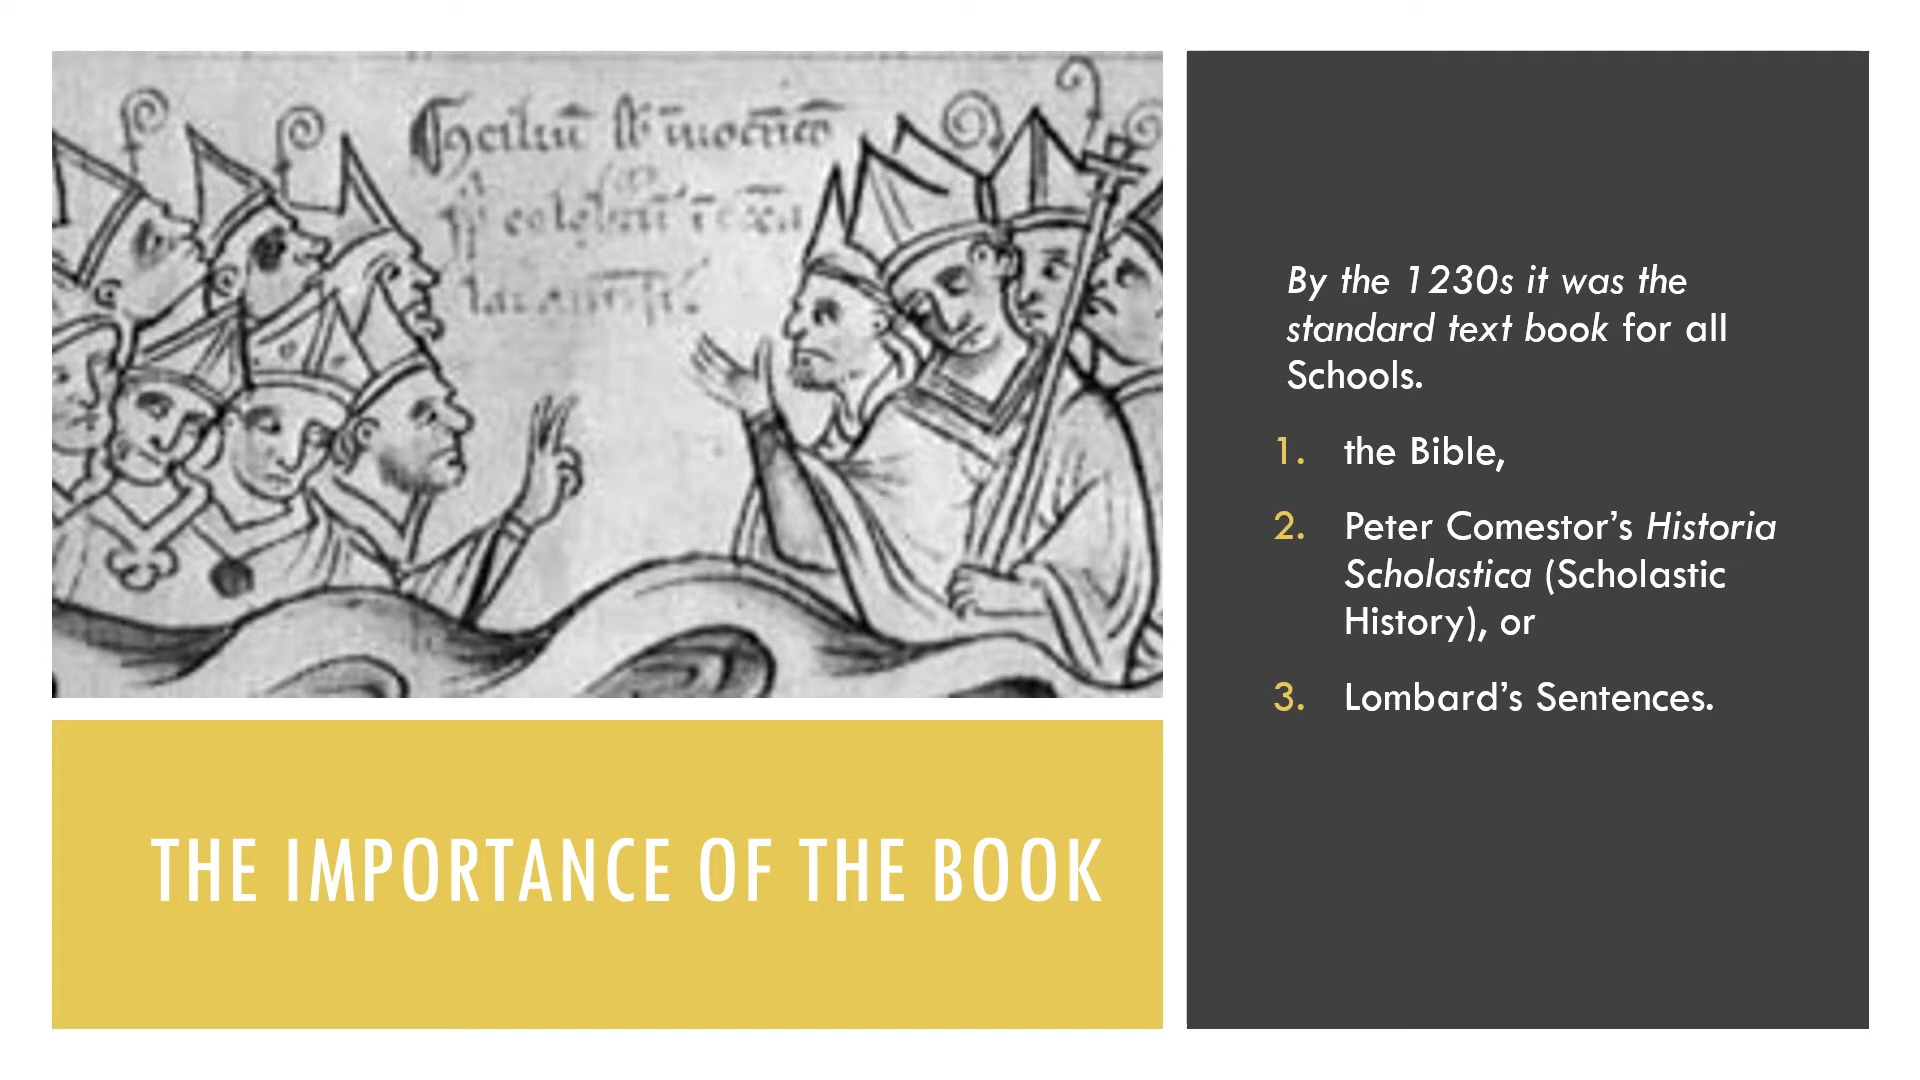 THE IMPORTANCE OF THE BOOK
By the 1230s it was the
standard text book for all
Schools.
1. the Bible,
2. Peter Comestor’s Historia
Scholastica (Scholastic
History), or
3. Lombard’s Sentences.